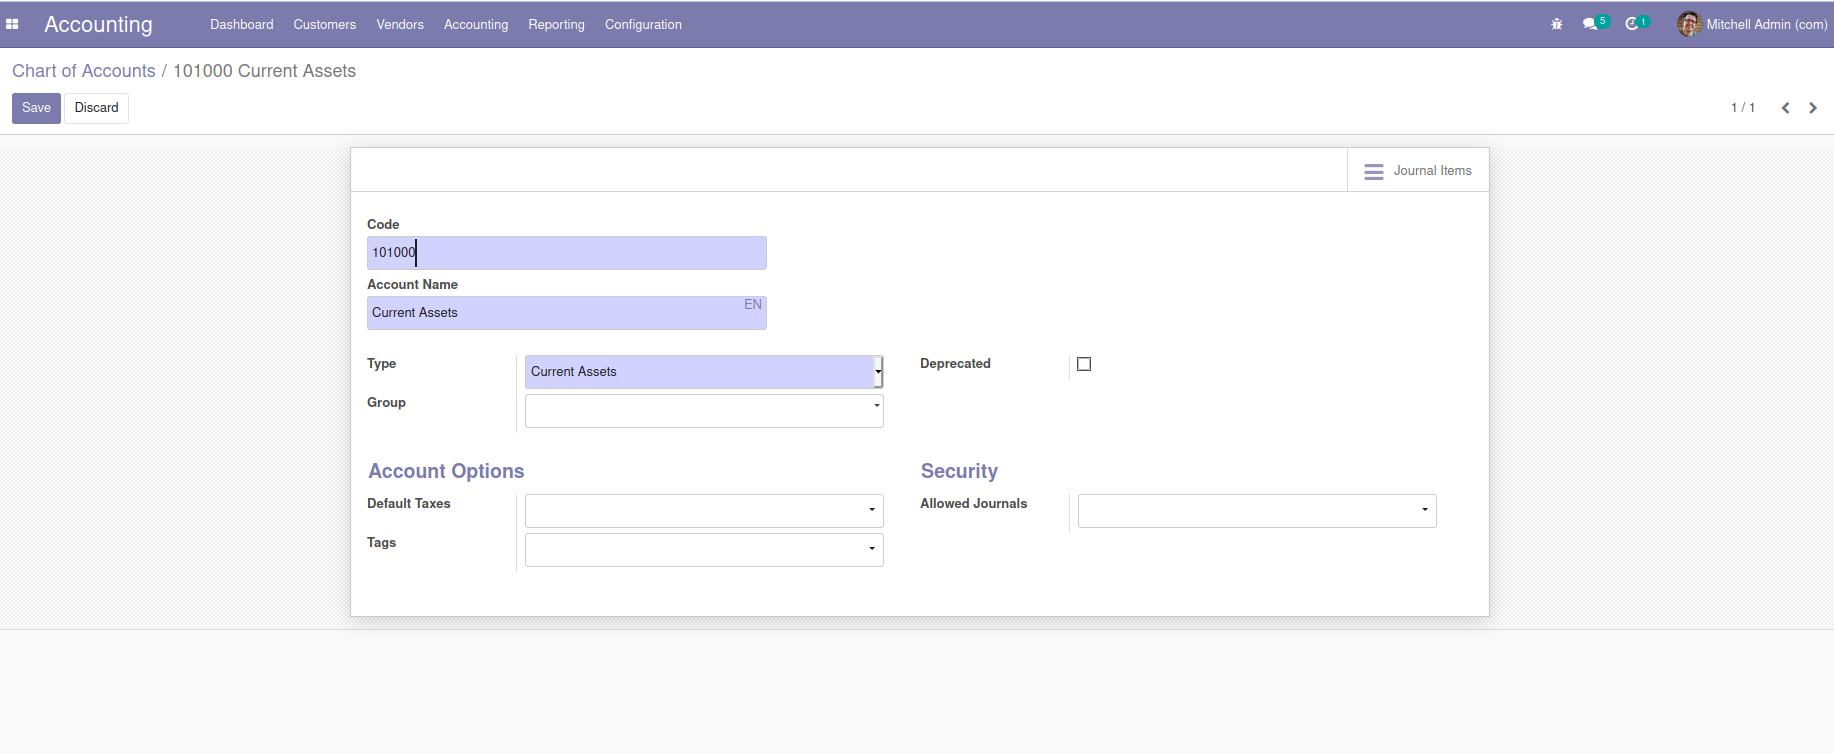 Accounting Dashboard Customers Vendors Accounting Reporting Configuration 5 1 Mitchell Admin (com)
Chart of Accounts / 101000 Current Assets
Save Discard 1 / 1
Journal Items
Code
101000
Account Name
Current Assets EN
Type Current Assets Deprecated
Group
Account Options Security
Default Taxes Allowed Journals
Tags